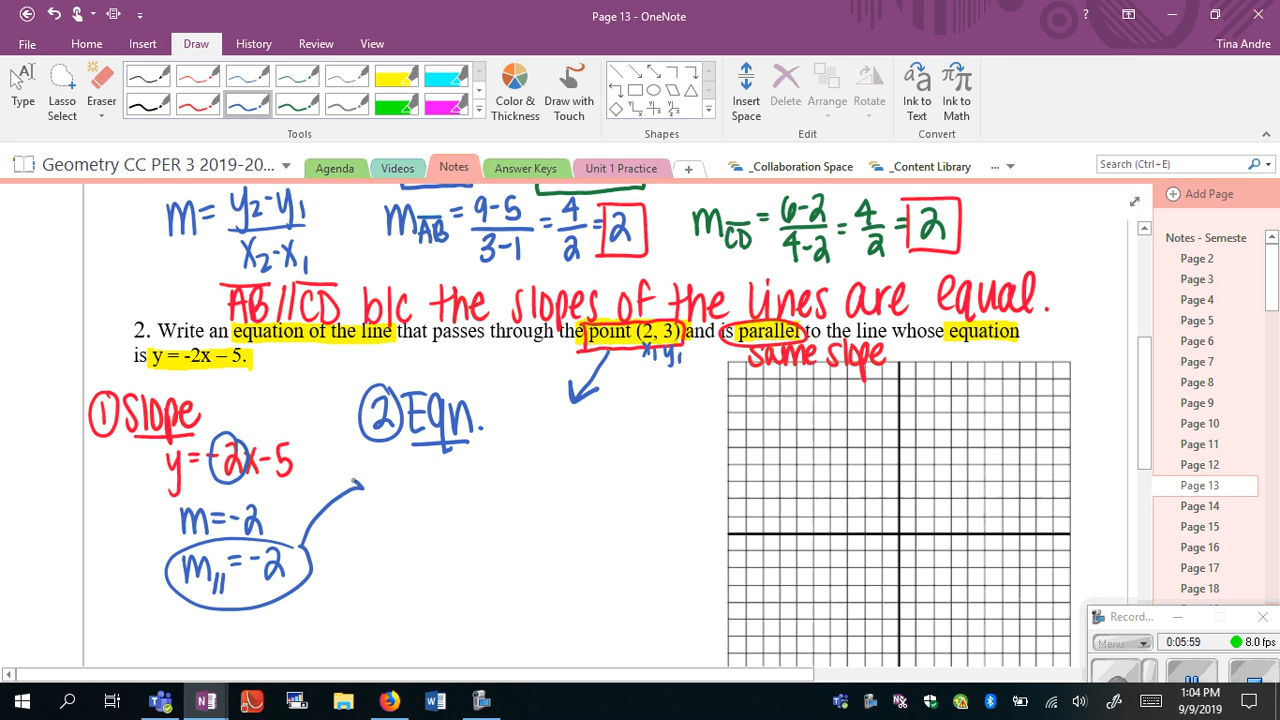 Page 13 - OneNote
?
File
Home
Insert
Draw
History
Review
View
Tina Andre
Type
Lasso Select
Eraser
Color & Thickness
Draw with Touch
Insert Space
Delete
Arrange
Rotate
Ink to Text
Ink to Math
Tools
Shapes
Edit
Convert
Geometry CC PER 3 2019-20...
Agenda
Videos
Notes
Answer Keys
Unit 1 Practice
_Collaboration Space
_Content Library
...
Search (Ctrl+E)
Add Page
Notes - Semeste
Page 2
Page 3
Page 4
Page 5
Page 6
Page 7
Page 8
Page 9
Page 10
Page 11
Page 12
Page 13
Page 14
Page 15
Page 16
Page 17
Page 18
m = y₂-y₁ / x₂-x₁
m AB = 9-5 / 3-1 = 4/2 = 2
m CD = 6-2 / 4-2 = 4/2 = 2
AB // CD b/c the slopes of the lines are equal.
2. Write an equation of the line that passes through the point (2, 3) and is parallel to the line whose equation
x₁ y₁
is y = -2x – 5.
same slope
① Slope
② Eqn.
y = -2x - 5
m = -2
m// = -2
Record...
Menu
0:05:59
8.0 fps
1:04 PM
9/9/2019